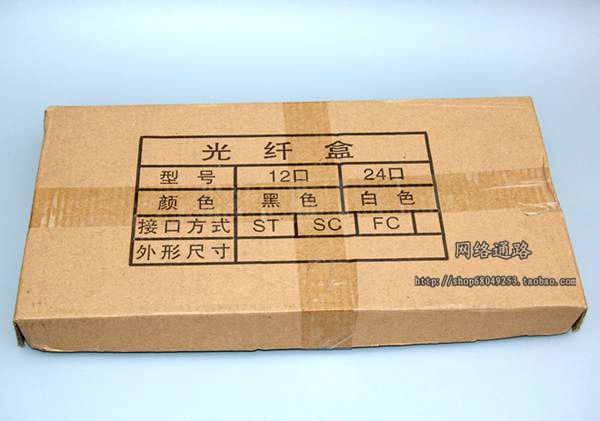 光纤盒
型号 12口 24口
颜色 黑色 白色
接口方式 ST SC FC
外形尺寸
网络通路
http://shop68049253.taobao.com